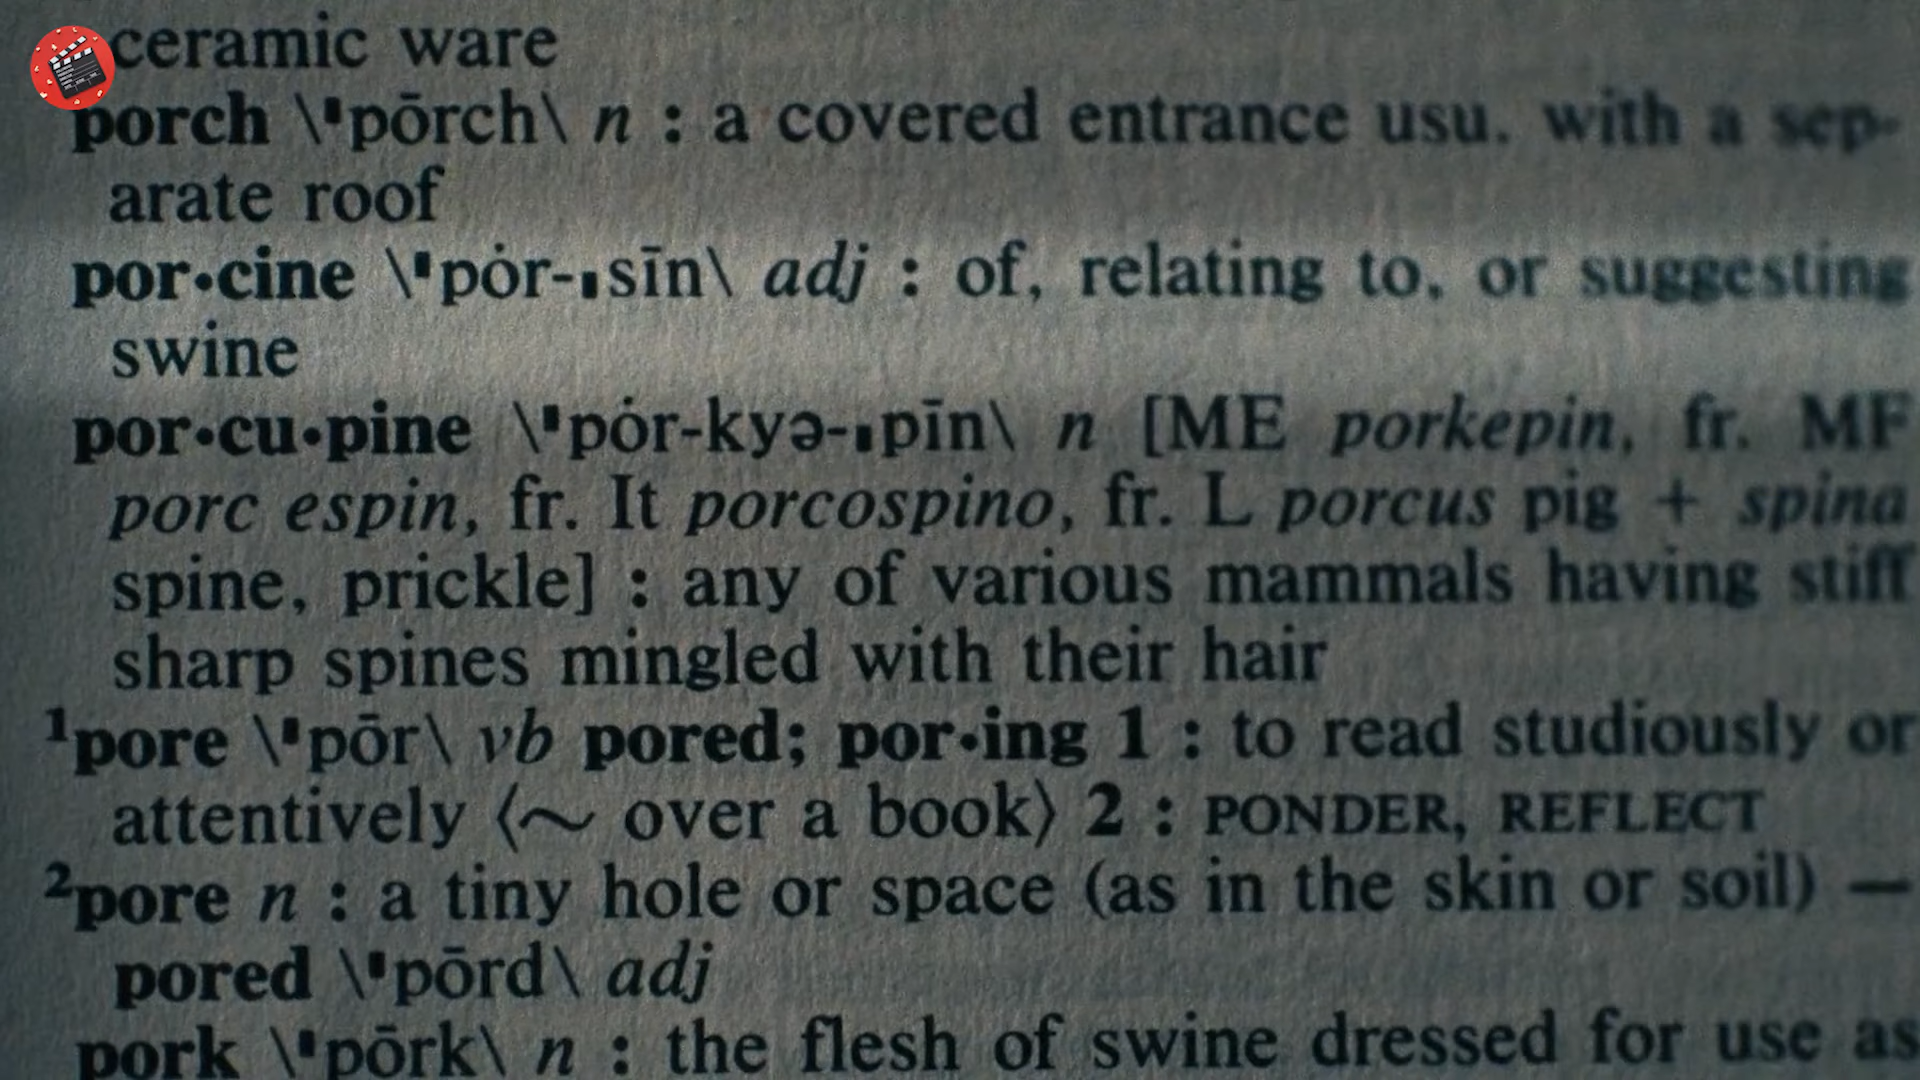 ceramic ware
porch \ˈpōrch\ n : a covered entrance usu. with a sep-
arate roof
por•cine \ˈpȯr-ˌsīn\ adj : of, relating to, or suggesting
swine
por•cu•pine \ˈpȯr-kyə-ˌpīn\ n [ME porkepin, fr. MF
porc espin, fr. It porcospino, fr. L porcus pig + spina
spine, prickle] : any of various mammals having stiff
sharp spines mingled with their hair
¹pore \ˈpōr\ vb pored; por•ing 1 : to read studiously or
attentively ⟨~ over a book⟩ 2 : PONDER, REFLECT
²pore n : a tiny hole or space (as in the skin or soil) —
pored \ˈpōrd\ adj
pork \ˈpōrk\ n : the flesh of swine dressed for use as